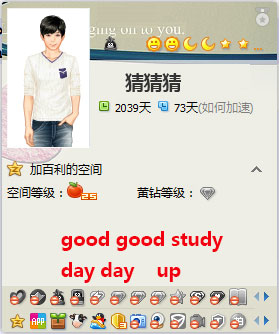 ging on to you.
猜猜猜
2039天 73天(如何加速)
加百利的空间
空间等级： 黄钻等级：
good good study
day day up